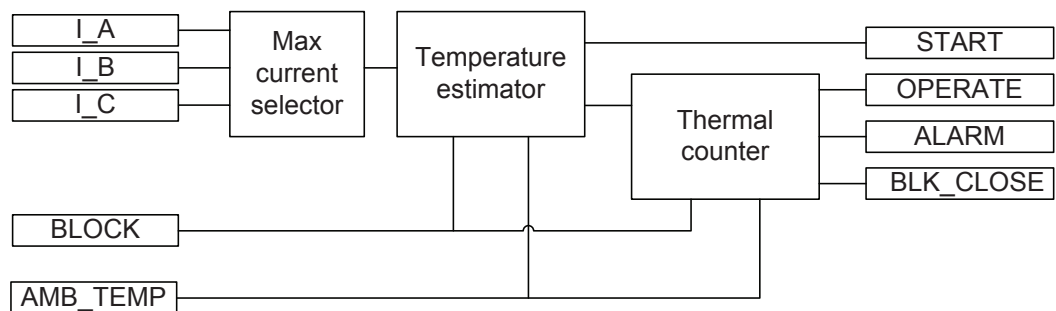 I_A
I_B
I_C
Max
current
selector
Temperature
estimator
Thermal
counter
START
OPERATE
ALARM
BLK_CLOSE
BLOCK
AMB_TEMP